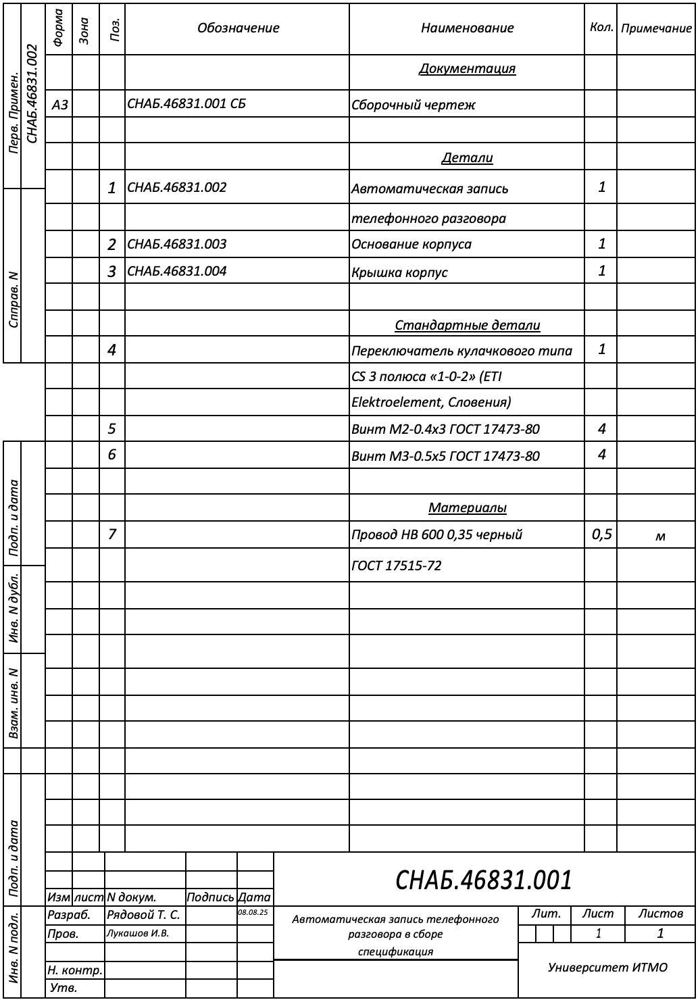 Перв. Примен.
СНАБ.46831.002
Спправ. N
Подп. и дата
Инв. N дубл.
Взам. инв. N
Подп. и дата
Инв. N подл.
Форма Зона Поз. Обозначение Наименование Кол. Примечание
Документация
А3 СНАБ.46831.001 СБ Сборочный чертеж
Детали
1 СНАБ.46831.002 Автоматическая запись 1
телефонного разговора
2 СНАБ.46831.003 Основание корпуса 1
3 СНАБ.46831.004 Крышка корпус 1
Стандартные детали
4 Переключатель кулачкового типа 1
CS 3 полюса «1-0-2» (ETI
Elektroelement, Словения)
5 Винт М2-0.4х3 ГОСТ 17473-80 4
6 Винт М3-0.5х5 ГОСТ 17473-80 4
Материалы
7 Провод НВ 600 0,35 черный 0,5 м
ГОСТ 17515-72
СНАБ.46831.001
Изм лист N докум. Подпись Дата
Разраб. Рядовой Т. С. 08.08.25
Пров. Лукашов И.В.
Н. контр.
Утв.
Автоматическая запись телефонного
разговора в сборе
спецификация
Лит. Лист Листов
1 1
Университет ИТМО